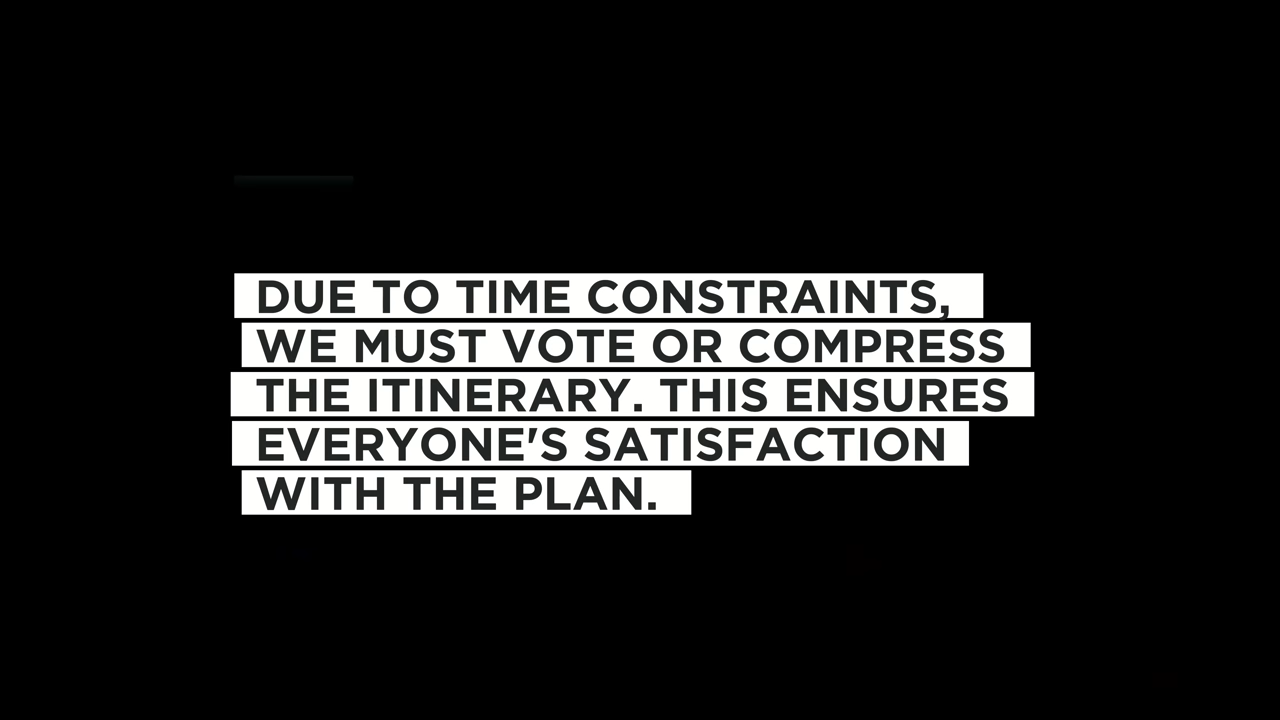 DUE TO TIME CONSTRAINTS,
WE MUST VOTE OR COMPRESS
THE ITINERARY. THIS ENSURES
EVERYONE'S SATISFACTION
WITH THE PLAN.